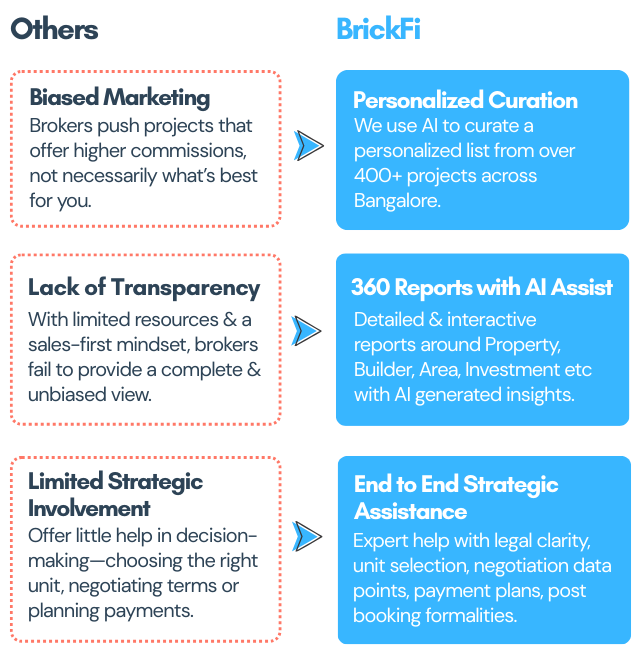 Others
BrickFi
Biased Marketing
Brokers push projects that
offer higher commissions,
not necessarily what's best
for you.
Personalized Curation
We use AI to curate a
personalized list from over
400+ projects across
Bangalore.
Lack of Transparency
With limited resources & a
sales-first mindset, brokers
fail to provide a complete &
unbiased view.
360 Reports with AI Assist
Detailed & interactive
reports around Property,
Builder, Area, Investment etc
with AI generated insights.
Limited Strategic
Involvement
Offer little help in decision-
making—choosing the right
unit, negotiating terms or
planning payments.
End to End Strategic
Assistance
Expert help with legal clarity,
unit selection, negotiation data
points, payment plans, post
booking formalities.